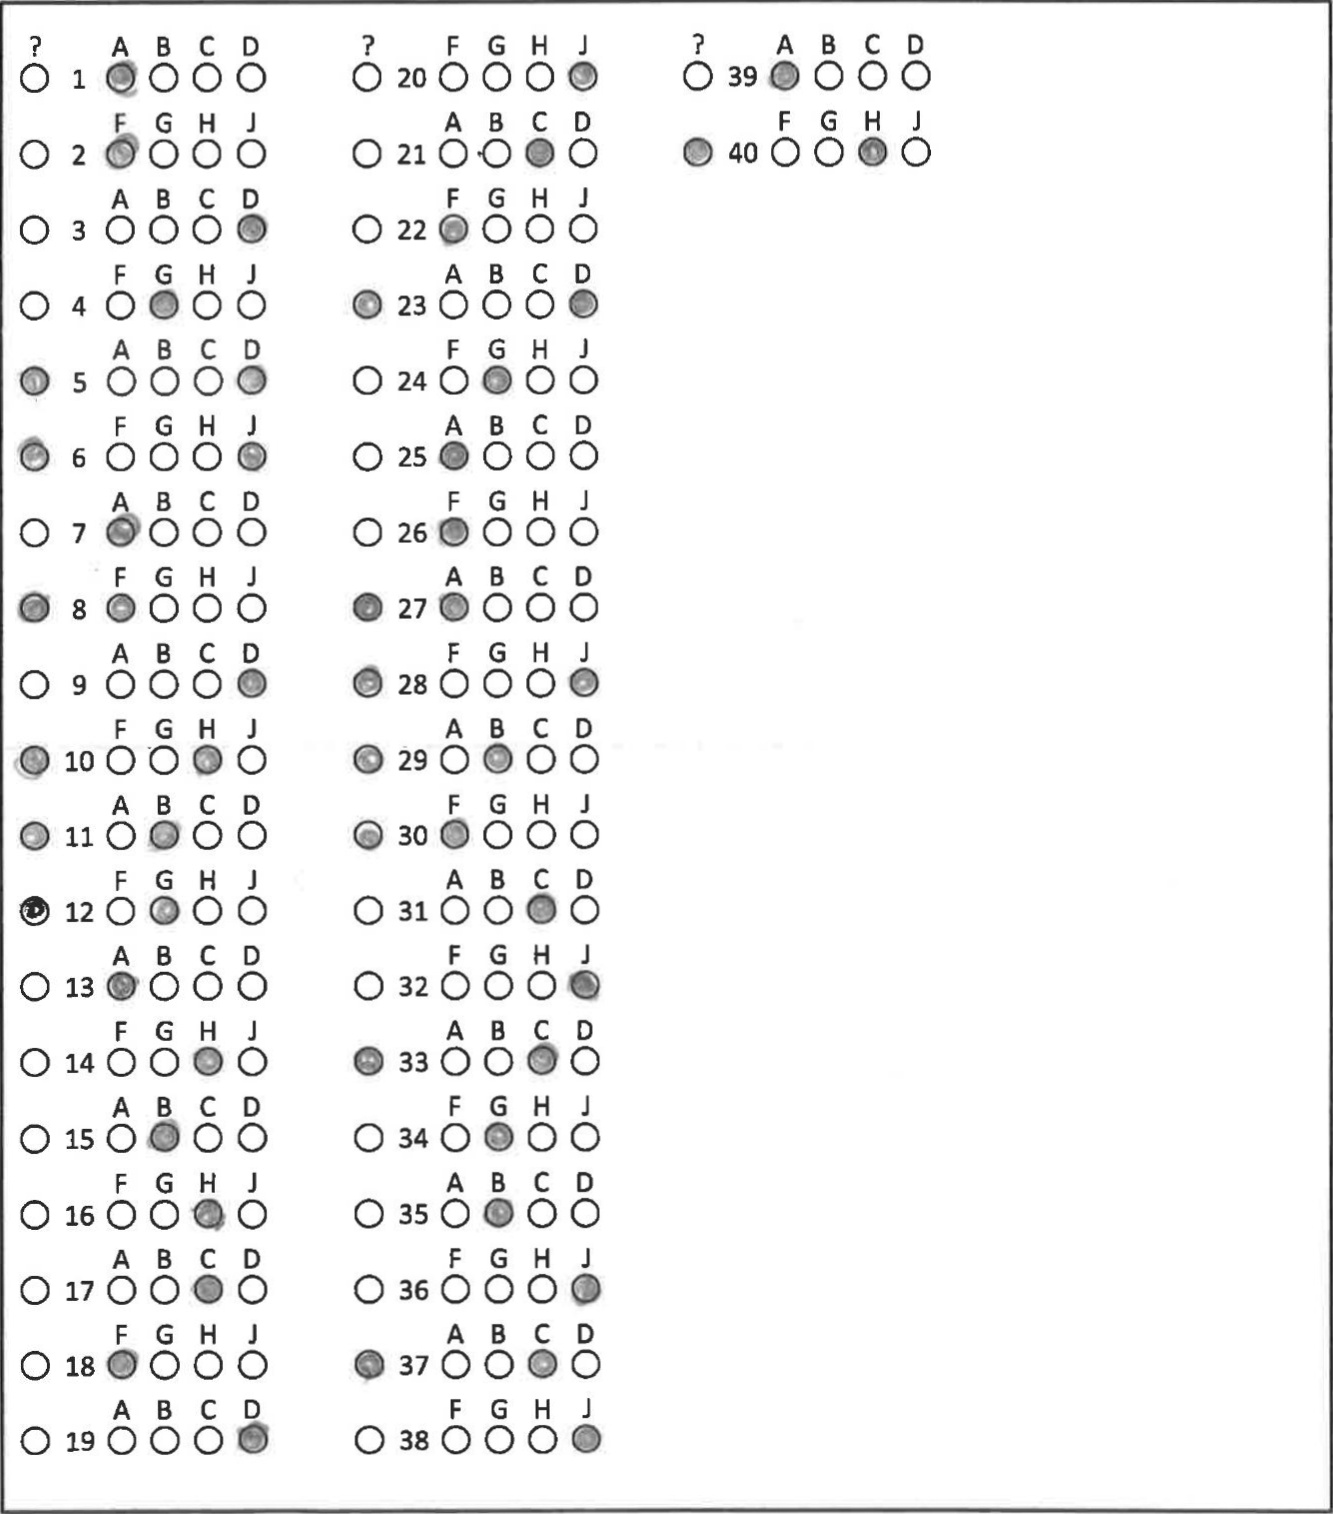 ? A B C D
1
F G H J
2
A B C D
3
F G H J
4
A B C D
5
F G H J
6
A B C D
7
F G H J
8
A B C D
9
F G H J
10
A B C D
11
F G H J
12
A B C D
13
F G H J
14
A B C D
15
F G H J
16
A B C D
17
F G H J
18
A B C D
19
? F G H J
20
A B C D
21
F G H J
22
A B C D
23
F G H J
24
A B C D
25
F G H J
26
A B C D
27
F G H J
28
A B C D
29
F G H J
30
A B C D
31
F G H J
32
A B C D
33
F G H J
34
A B C D
35
F G H J
36
A B C D
37
F G H J
38
? A B C D
39
F G H J
40